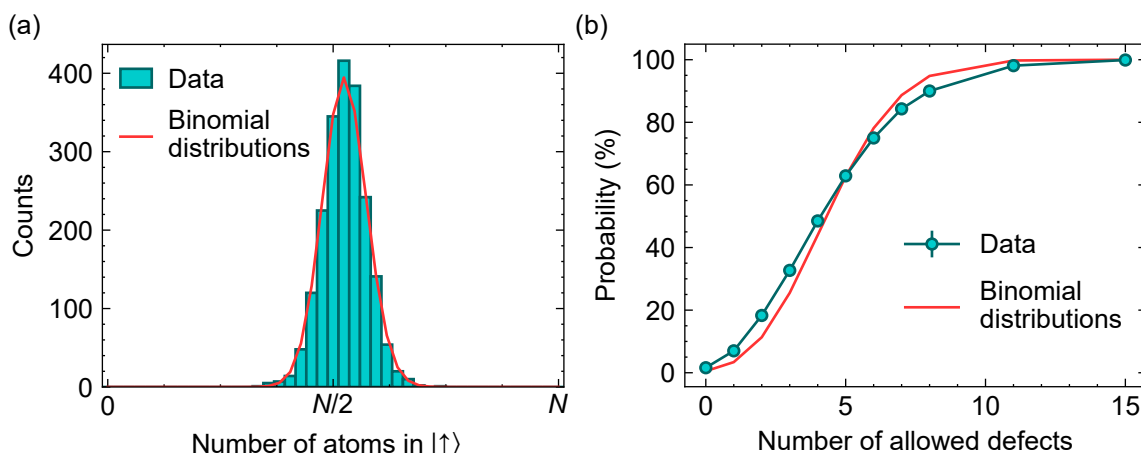 (a)
400
300
200
100
0
Counts
Data
Binomial
distributions
0
N/2
N
Number of atoms in |↑⟩
(b)
100
80
60
40
20
0
Probability (%)
Data
Binomial
distributions
0
5
10
15
Number of allowed defects